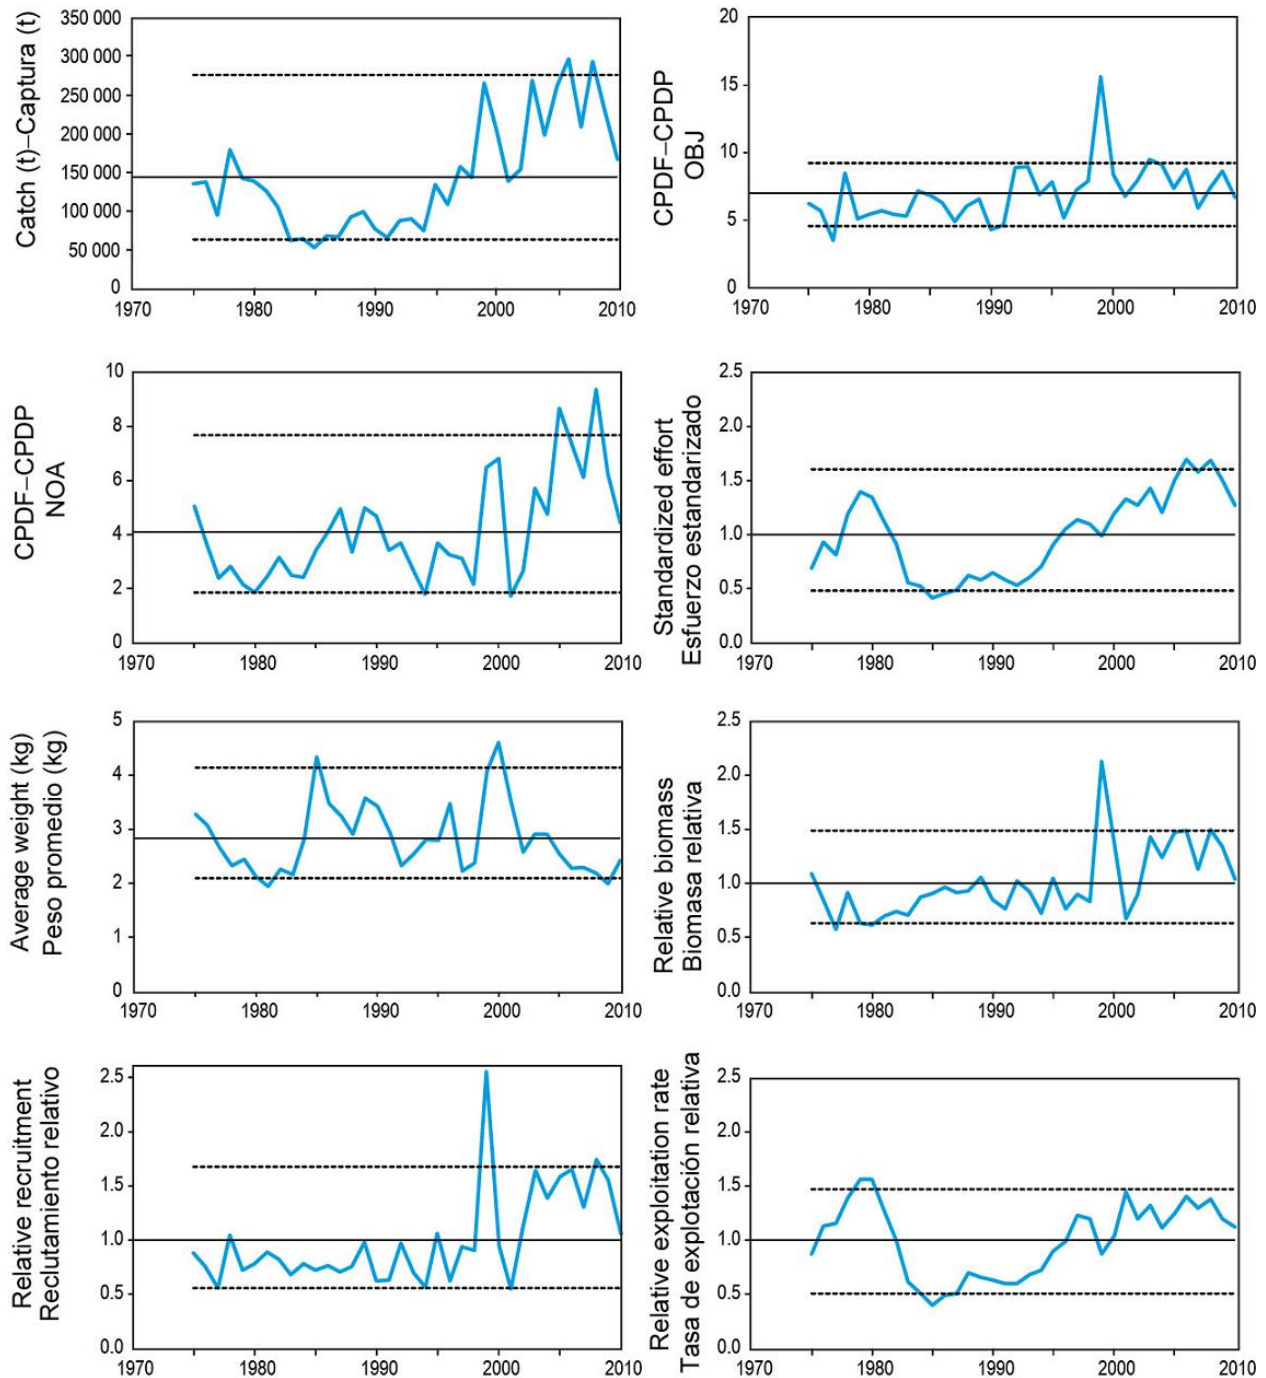 Catch (t)–Captura (t)
350 000
300 000
250 000
200 000
150 000
100 000
50 000
0
1970 1980 1990 2000 2010
CPDF–CPDP
OBJ
20
15
10
5
0
1970 1980 1990 2000 2010
CPDF–CPDP
NOA
10
8
6
4
2
0
1970 1980 1990 2000 2010
Standardized effort
Esfuerzo estandarizado
2.5
2.0
1.5
1.0
0.5
0.0
1970 1980 1990 2000 2010
Average weight (kg)
Peso promedio (kg)
5
4
3
2
1
0
1970 1980 1990 2000 2010
Relative biomass
Biomasa relativa
2.5
2.0
1.5
1.0
0.5
0.0
1970 1980 1990 2000 2010
Relative recruitment
Reclutamiento relativo
2.5
2.0
1.5
1.0
0.5
0.0
1970 1980 1990 2000 2010
Relative exploitation rate
Tasa de explotación relativa
2.5
2.0
1.5
1.0
0.5
0.0
1970 1980 1990 2000 2010